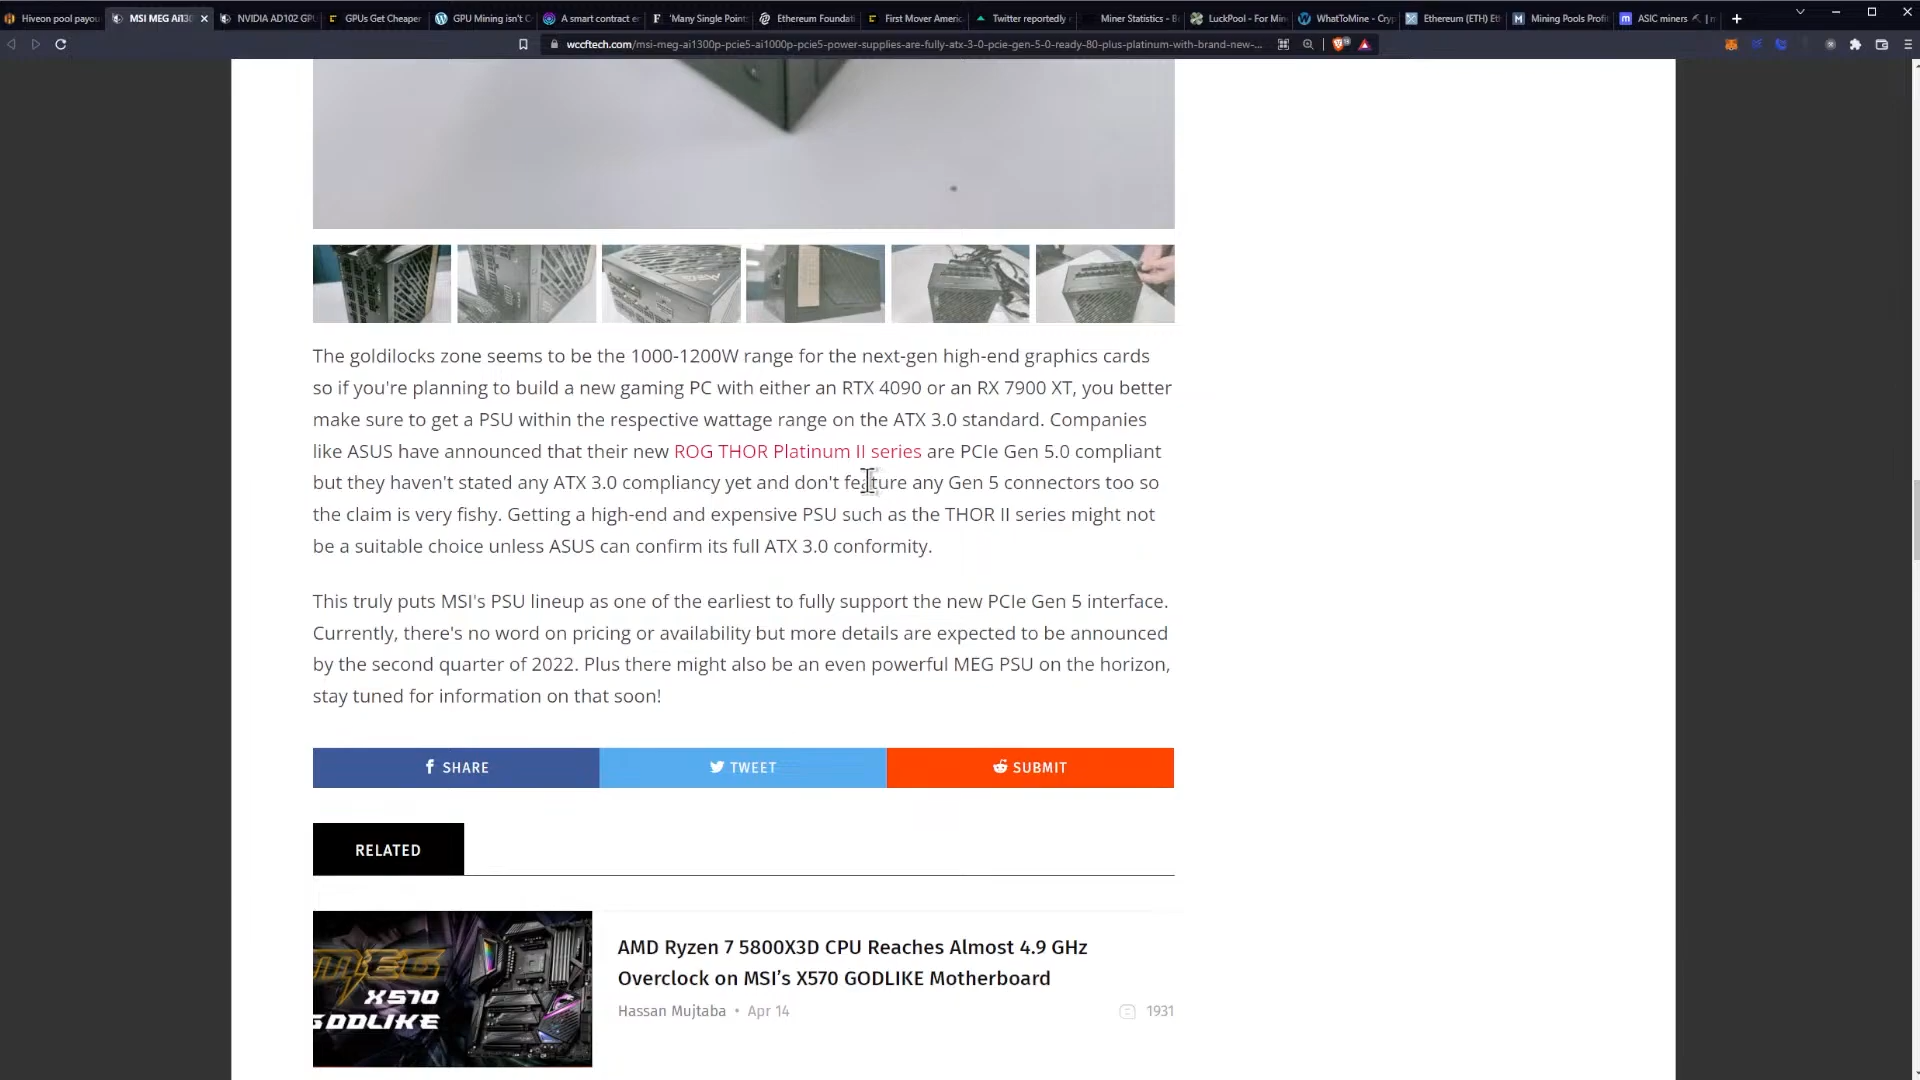 Hiveon pool payou
MSI MEG Ai130
NVIDIA AD102 GPU
GPUs Get Cheaper
GPU Mining isn't
A smart contract e
'Many Single Point
Ethereum Foundati
First Mover Americ
Twitter reportedly
Miner Statistics - B
LuckPool - For Min
WhatToMine - Cryp
Ethereum (ETH) Et
Mining Pools Profi
ASIC miners
wccftech.com/msi-meg-ai1300p-pcie5-ai1000p-pcie5-power-supplies-are-fully-atx-3-0-pcie-gen-5-0-ready-80-plus-platinum-with-brand-new-...
The goldilocks zone seems to be the 1000-1200W range for the next-gen high-end graphics cards
so if you're planning to build a new gaming PC with either an RTX 4090 or an RX 7900 XT, you better
make sure to get a PSU within the respective wattage range on the ATX 3.0 standard. Companies
like ASUS have announced that their new ROG THOR Platinum II series are PCIe Gen 5.0 compliant
but they haven't stated any ATX 3.0 compliancy yet and don't feature any Gen 5 connectors too so
the claim is very fishy. Getting a high-end and expensive PSU such as the THOR II series might not
be a suitable choice unless ASUS can confirm its full ATX 3.0 conformity.
This truly puts MSI's PSU lineup as one of the earliest to fully support the new PCIe Gen 5 interface.
Currently, there's no word on pricing or availability but more details are expected to be announced
by the second quarter of 2022. Plus there might also be an even powerful MEG PSU on the horizon,
stay tuned for information on that soon!
SHARE
TWEET
SUBMIT
RELATED
MEG
X570
GODLIKE
AMD Ryzen 7 5800X3D CPU Reaches Almost 4.9 GHz
Overclock on MSI's X570 GODLIKE Motherboard
Hassan Mujtaba • Apr 14
1931